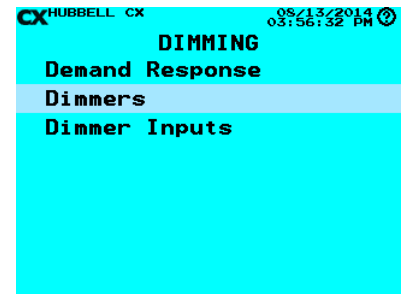 CX HUBBELL CX 08/13/2014
03:56:32 PM ?
DIMMING
Demand Response
Dimmers
Dimmer Inputs